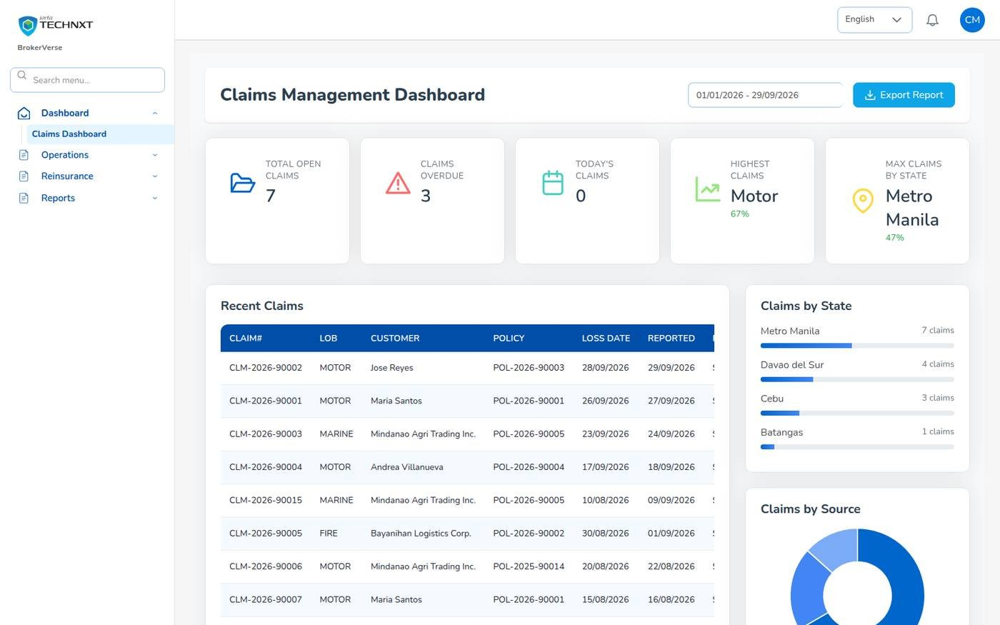 iorta
TECHNXT
BrokerVerse
Search menu...
Dashboard
Claims Dashboard
Operations
Reinsurance
Reports
English
CM
Claims Management Dashboard
01/01/2026 - 29/09/2026
Export Report
TOTAL OPEN
CLAIMS
7
CLAIMS
OVERDUE
3
TODAY'S
CLAIMS
0
HIGHEST
CLAIMS
Motor
67%
MAX CLAIMS
BY STATE
Metro
Manila
47%
Recent Claims
CLAIM# LOB CUSTOMER POLICY LOSS DATE REPORTED
CLM-2026-90002 MOTOR Jose Reyes POL-2026-90003 28/09/2026 29/09/2026
CLM-2026-90001 MOTOR Maria Santos POL-2026-90001 26/09/2026 27/09/2026
CLM-2026-90003 MARINE Mindanao Agri Trading Inc. POL-2026-90005 23/09/2026 24/09/2026
CLM-2026-90004 MOTOR Andrea Villanueva POL-2026-90004 17/09/2026 18/09/2026
CLM-2026-90015 MARINE Mindanao Agri Trading Inc. POL-2026-90005 10/08/2026 09/09/2026
CLM-2026-90005 FIRE Bayanihan Logistics Corp. POL-2026-90002 30/08/2026 01/09/2026
CLM-2026-90006 MOTOR Mindanao Agri Trading Inc. POL-2025-90014 20/08/2026 22/08/2026
CLM-2026-90007 MOTOR Maria Santos POL-2026-90001 15/08/2026 16/08/2026
Claims by State
Metro Manila 7 claims
Davao del Sur 4 claims
Cebu 3 claims
Batangas 1 claims
Claims by Source